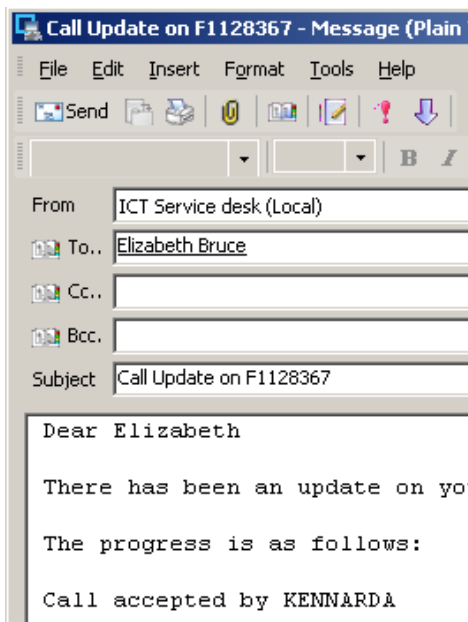 Call Update on F1128367 - Message (Plain
File Edit Insert Format Tools Help
Send
B I
From ICT Service desk (Local)
To.. Elizabeth Bruce
Cc..
Bcc.
Subject Call Update on F1128367
Dear Elizabeth
There has been an update on yo
The progress is as follows:
Call accepted by KENNARDA